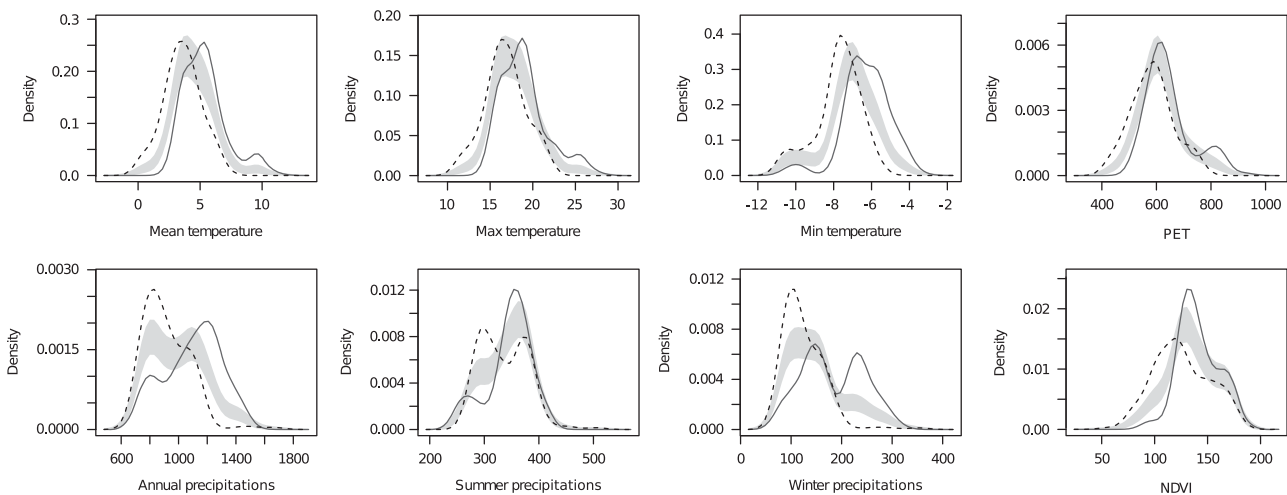 0.3
0.2
0.1
0.0
Density
0 5 10
Mean temperature
0.20
0.15
0.10
0.05
0.00
Density
10 15 20 25 30
Max temperature
0.4
0.3
0.2
0.1
0.0
Density
-12 -10 -8 -6 -4 -2
Min temperature
0.006
0.003
0.000
Density
400 600 800 1000
PET
0.0030
0.0015
0.0000
Density
600 1000 1400 1800
Annual precipitations
0.012
0.008
0.004
0.000
Density
200 300 400 500
Summer precipitations
0.012
0.008
0.004
0.000
Density
0 100 200 300 400
Winter precipitations
0.02
0.01
0.00
Density
50 100 150 200
NDVI